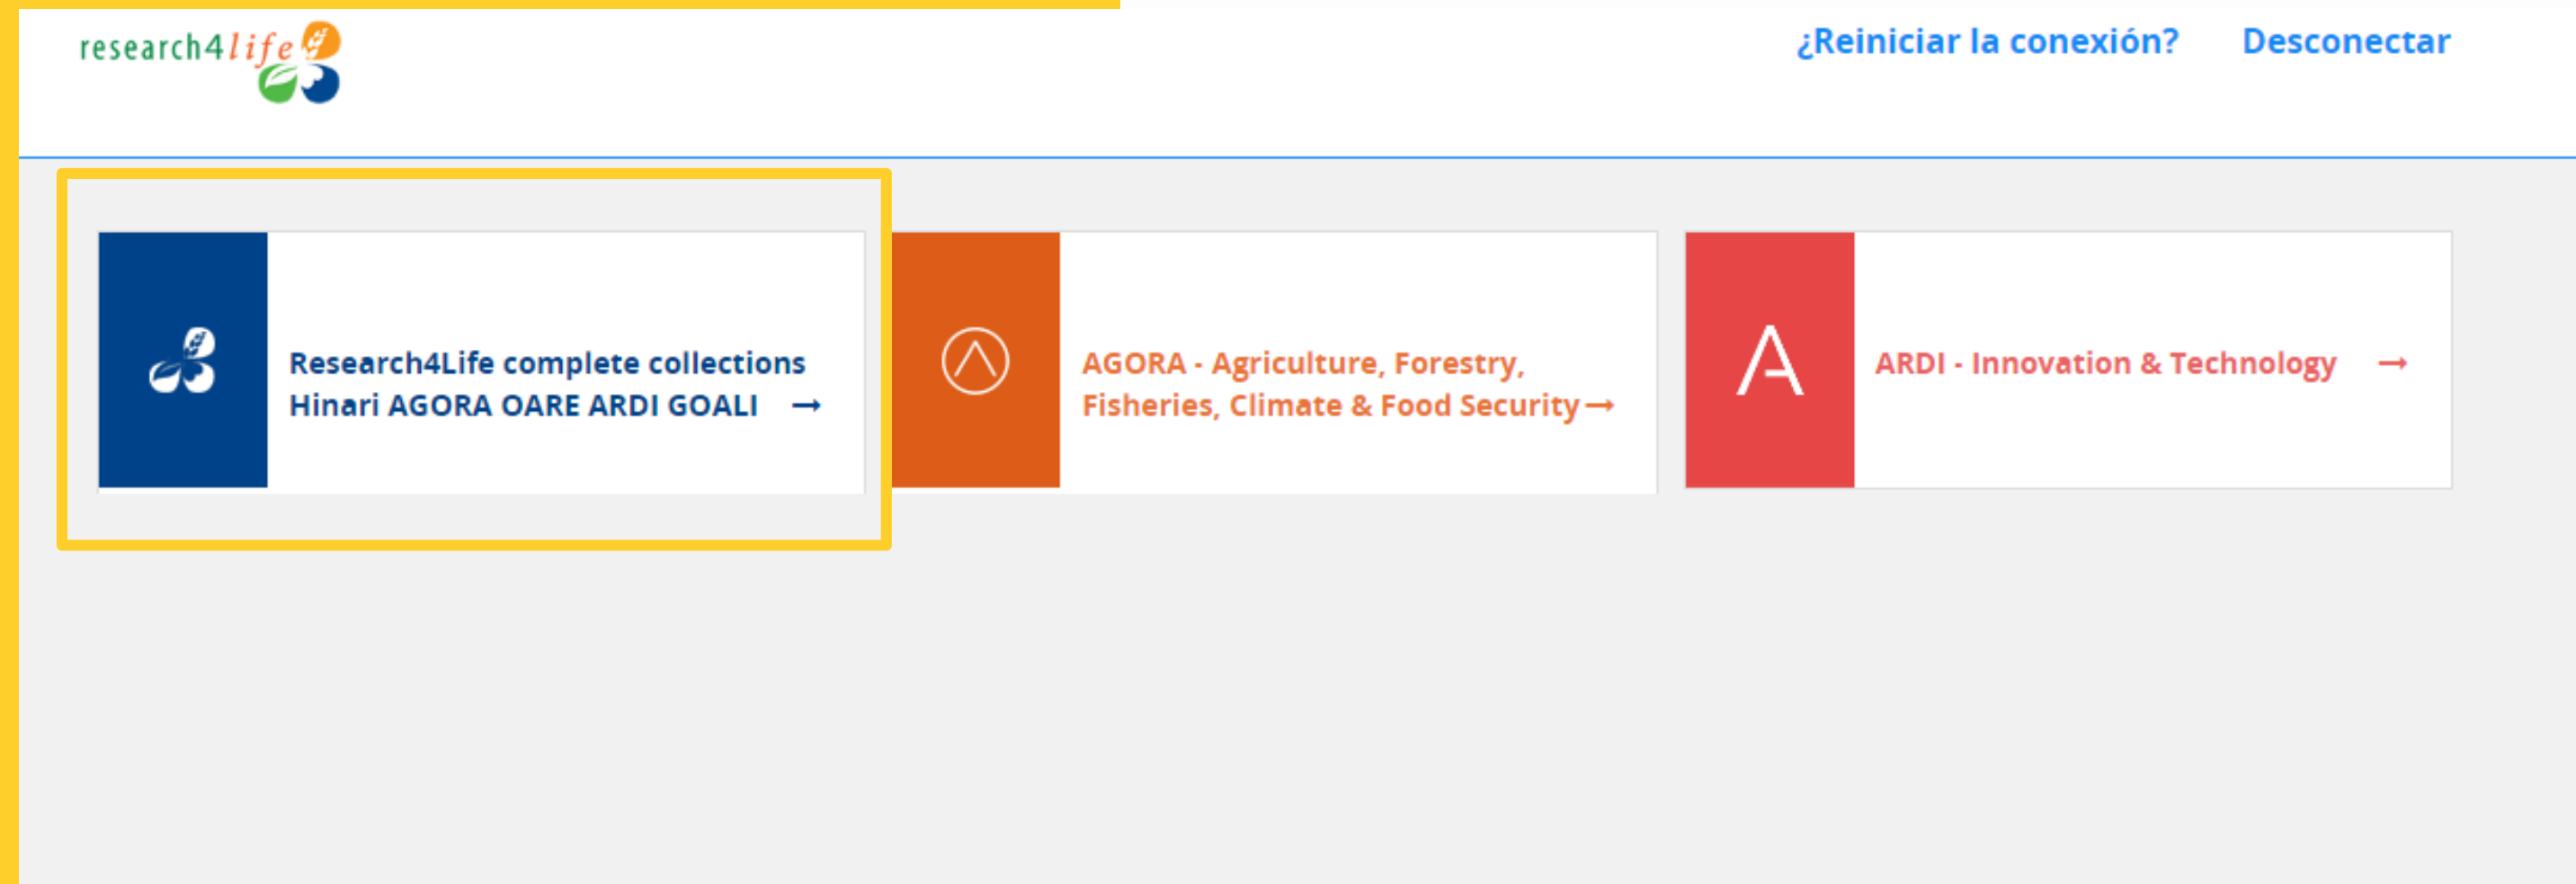 research4life
¿Reiniciar la conexión? Desconectar
Research4Life complete collections
Hinari AGORA OARE ARDI GOALI →
AGORA - Agriculture, Forestry,
Fisheries, Climate & Food Security →
A
ARDI - Innovation & Technology →